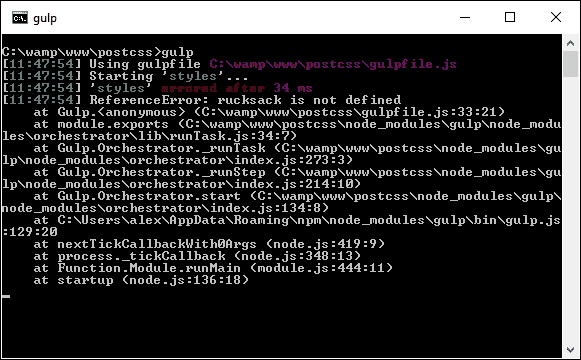 gulp
C:\wamp\www\postcss>gulp
[11:47:54] Using gulpfile C:\wamp\www\postcss\gulpfile.js
[11:47:54] Starting 'styles'...
[11:47:54] 'styles' errored after 34 ms
[11:47:54] ReferenceError: rucksack is not defined
at Gulp.<anonymous> (C:\wamp\www\postcss\gulpfile.js:33:21)
at module.exports (C:\wamp\www\postcss\node_modules\gulp\node_modu
les\orchestrator\lib\runTask.js:34:7)
at Gulp.Orchestrator._runTask (C:\wamp\www\postcss\node_modules\gu
lp\node_modules\orchestrator\index.js:273:3)
at Gulp.Orchestrator._runStep (C:\wamp\www\postcss\node_modules\gu
lp\node_modules\orchestrator\index.js:214:10)
at Gulp.Orchestrator.start (C:\wamp\www\postcss\node_modules\gulp\
node_modules\orchestrator\index.js:134:8)
at C:\Users\alex\AppData\Roaming\npm\node_modules\gulp\bin\gulp.js
:129:20
at nextTickCallbackWith0Args (node.js:419:9)
at process._tickCallback (node.js:348:13)
at Function.Module.runMain (module.js:444:11)
at startup (node.js:136:18)